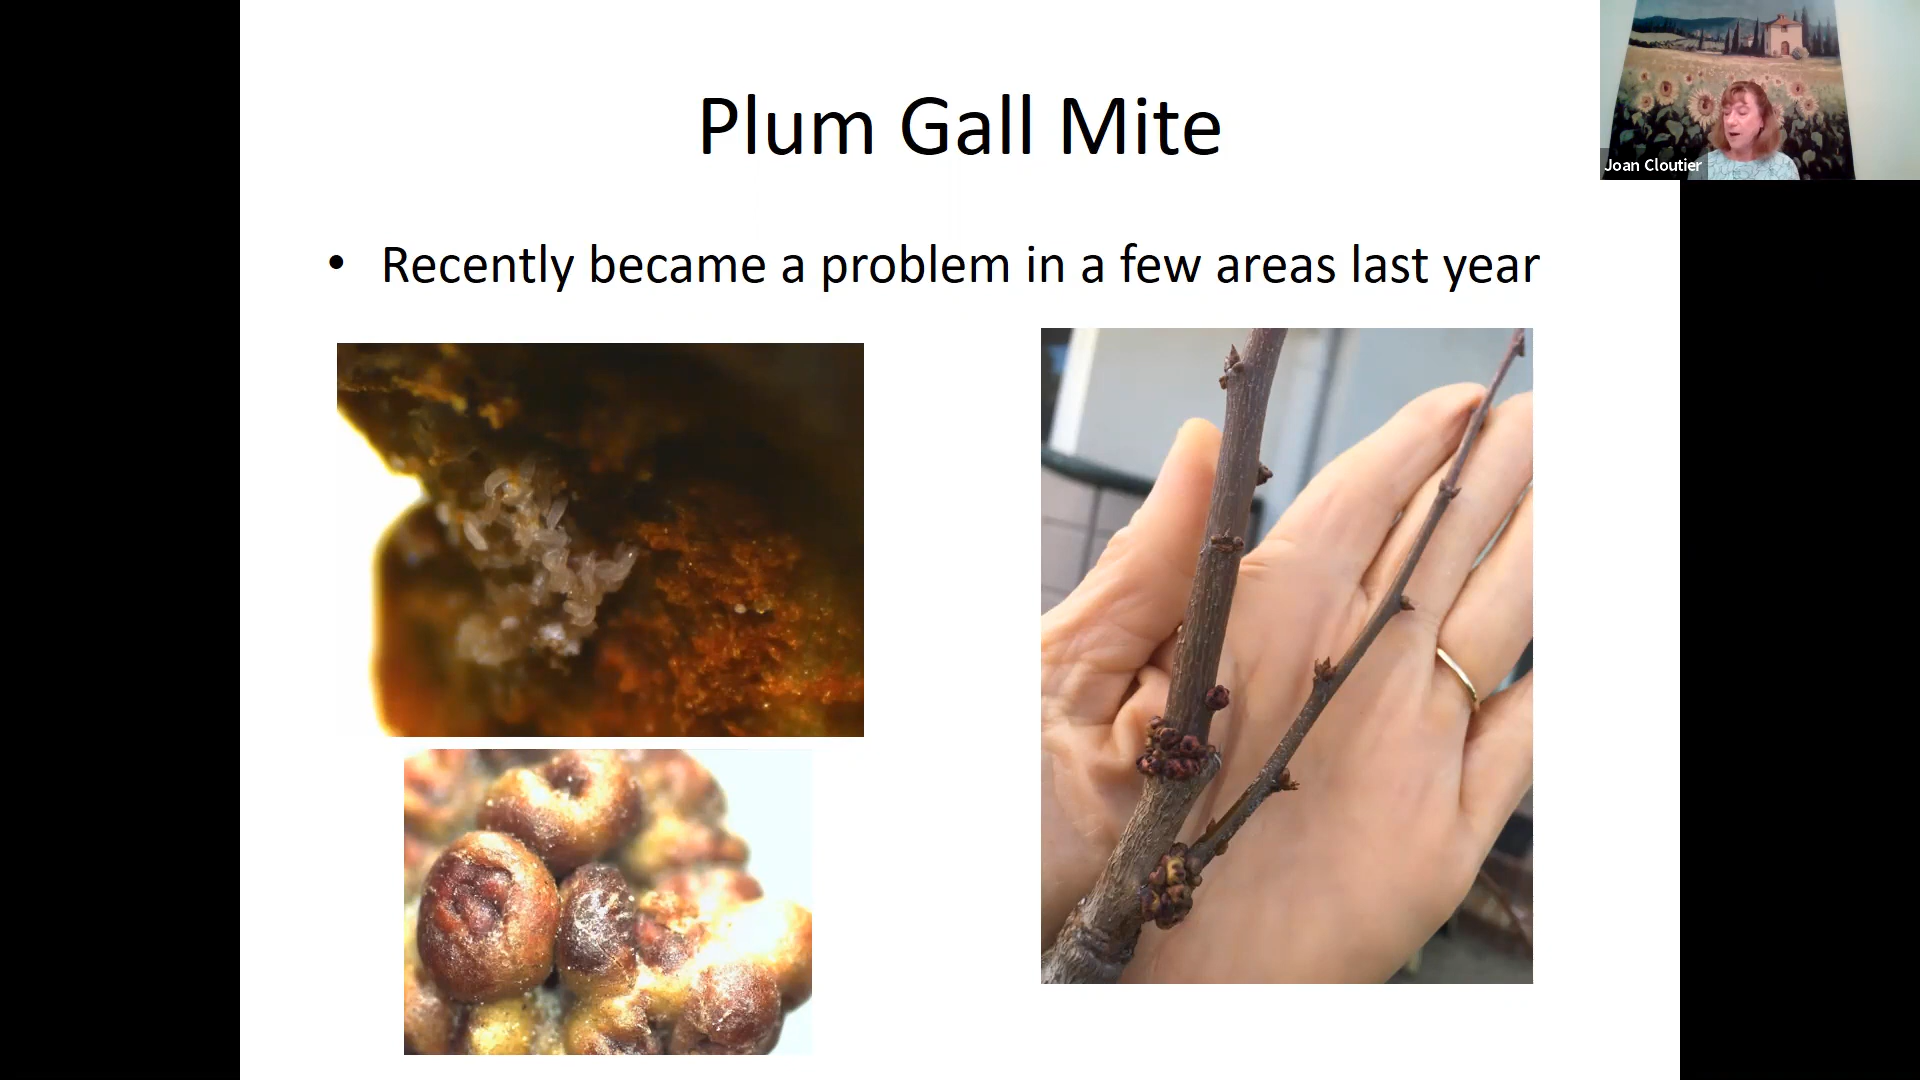 Plum Gall Mite
Joan Cloutier
• Recently became a problem in a few areas last year